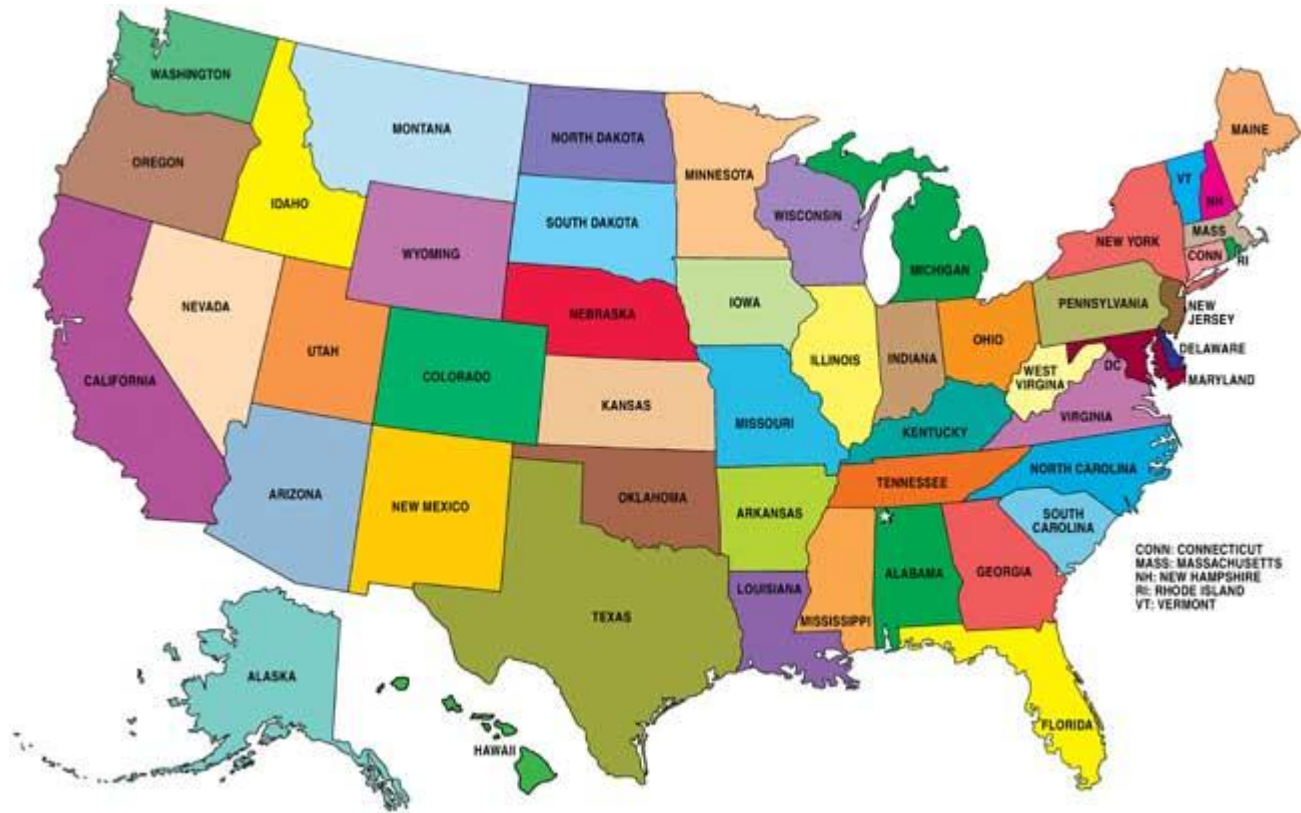 WASHINGTON
OREGON
IDAHO
MONTANA
NORTH DAKOTA
MINNESOTA
SOUTH DAKOTA
WYOMING
WISCONSIN
MICHIGAN
MAINE
VT
NH
NEW YORK
MASS
CONN
RI
NEVADA
UTAH
CALIFORNIA
COLORADO
NEBRASKA
IOWA
ILLINOIS
INDIANA
OHIO
PENNSYLVANIA
NEW
JERSEY
DELAWARE
MARYLAND
DC
WEST
VIRGINA
VIRGINIA
KANSAS
MISSOURI
KENTUCKY
ARIZONA
NEW MEXICO
OKLAHOMA
ARKANSAS
TENNESSEE
NORTH CAROLINA
SOUTH
CAROLINA
TEXAS
LOUISIANA
MISSISSIPPI
ALABAMA
GEORGIA
FLORIDA
ALASKA
HAWAII
CONN: CONNECTICUT
MASS: MASSACHUSETTS
NH: NEW HAMPSHIRE
RI: RHODE ISLAND
VT: VERMONT